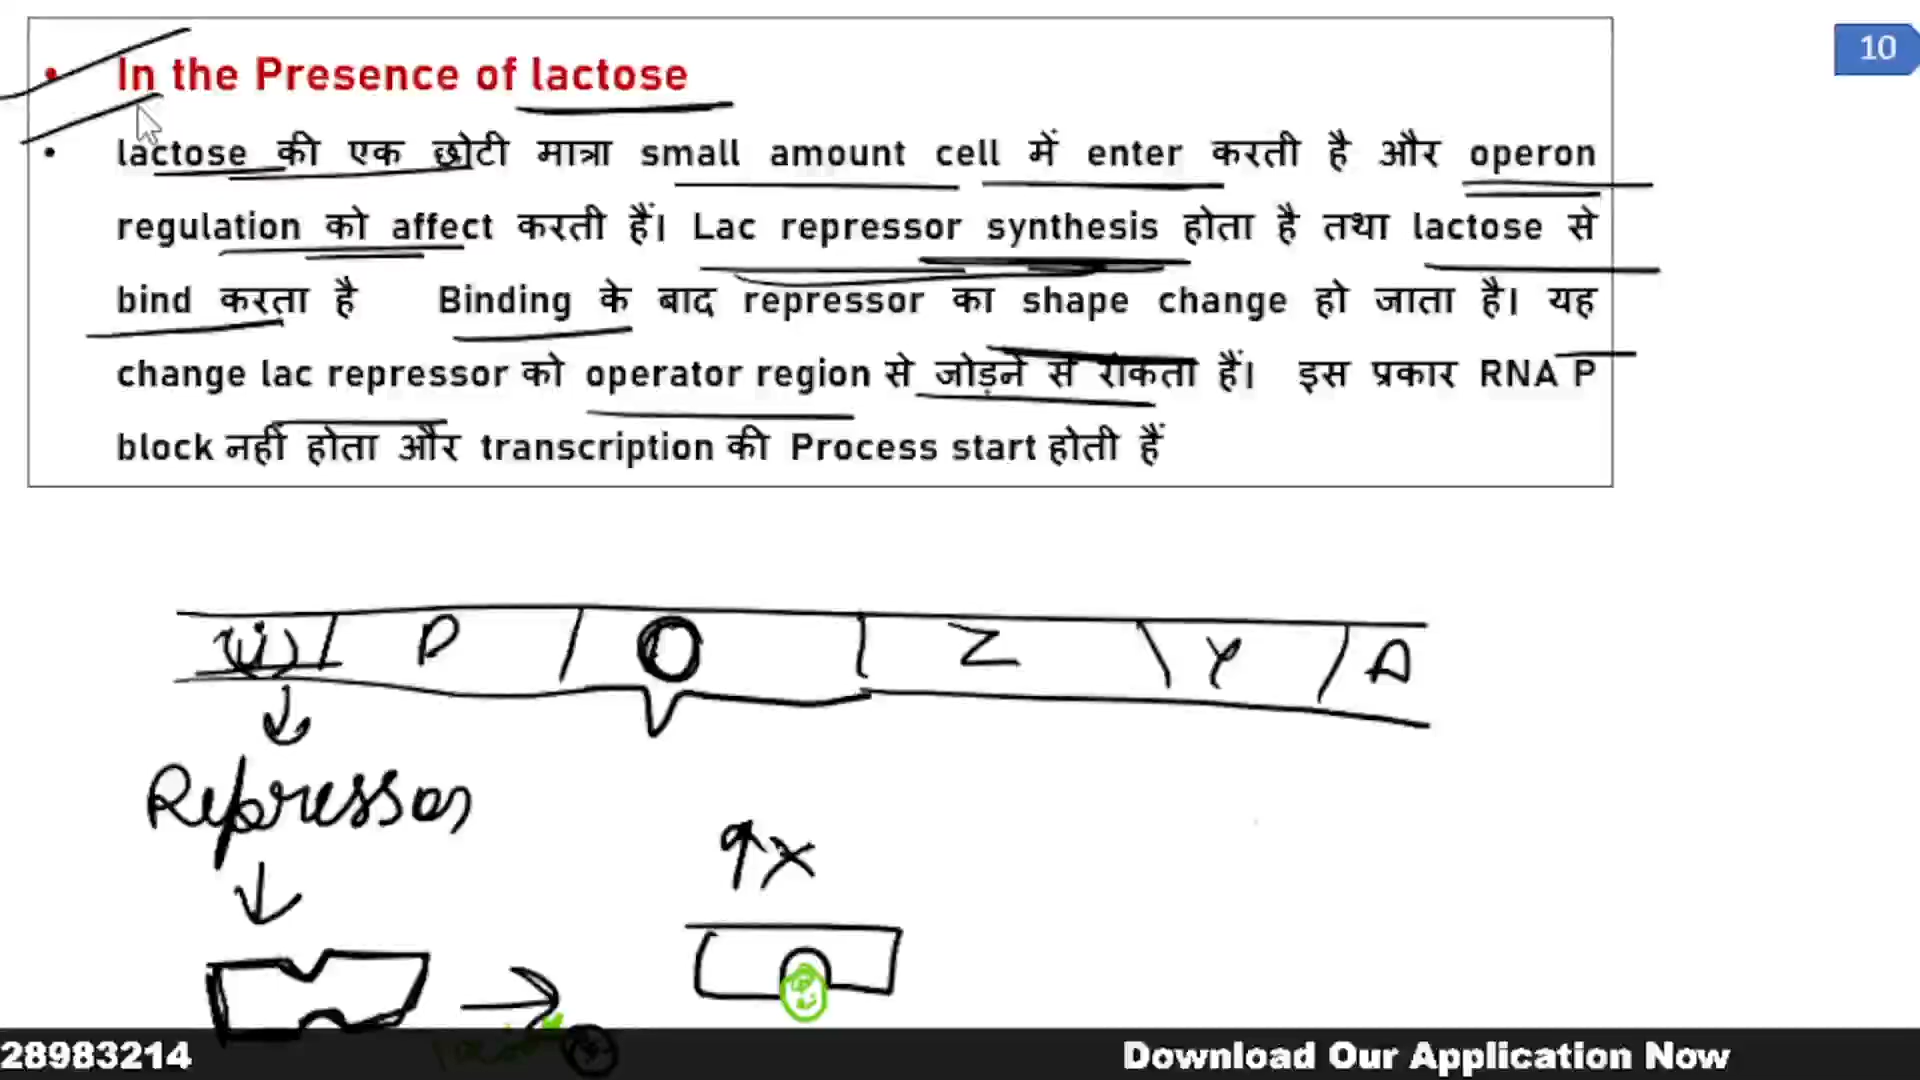 10
• In the Presence of lactose
• lactose की एक छोटी मात्रा small amount cell में enter करती है और operon
regulation को affect करती हैं। Lac repressor synthesis होता है तथा lactose से
bind करता है Binding के बाद repressor का shape change हो जाता है। यह
change lac repressor को operator region से जोड़ने से रोकता हैं। इस प्रकार RNA P
block नहीं होता और transcription की Process start होती हैं
(i) P O Z Y A
Repressor
28983214 Download Our Application Now